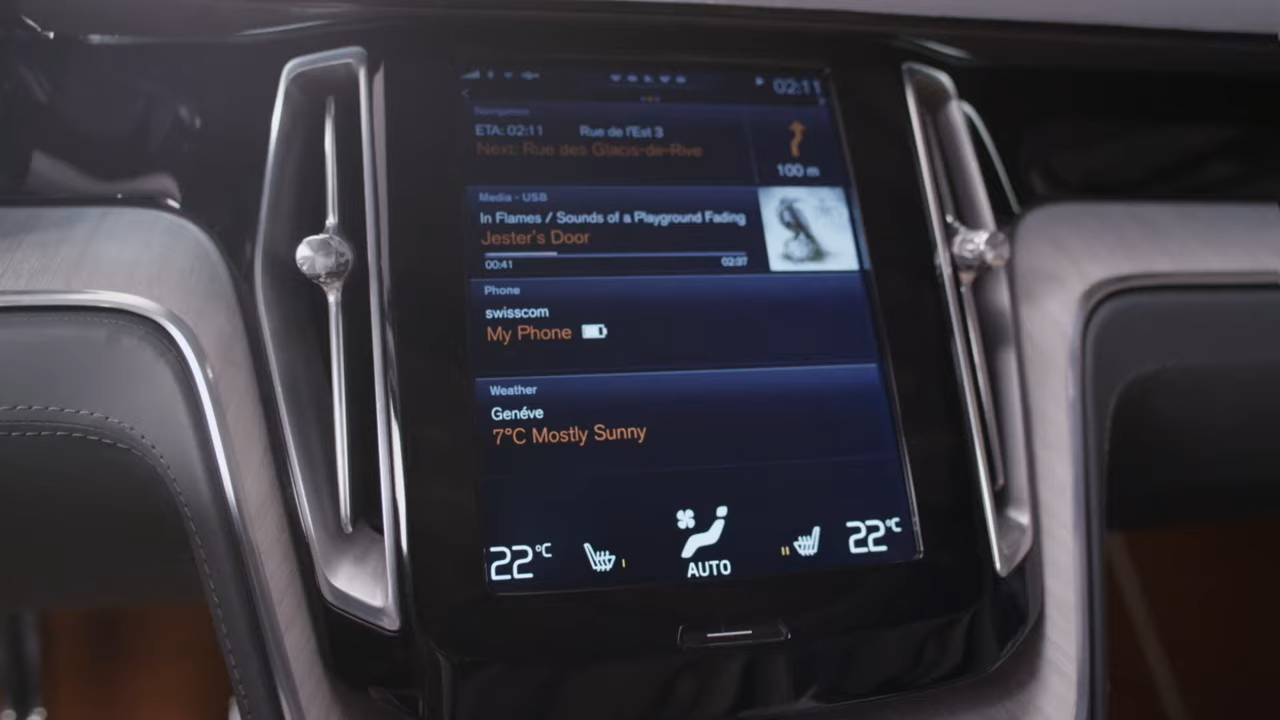 02:11
Navigation
ETA: 02:11 Rue de l'Est 3
Next: Rue des Glacis-de-Rive
100 m
Media - USB
In Flames / Sounds of a Playground Fading
Jester's Door
00:41 02:37
Phone
swisscom
My Phone
Weather
Genéve
7°C Mostly Sunny
22°C 22°C
AUTO